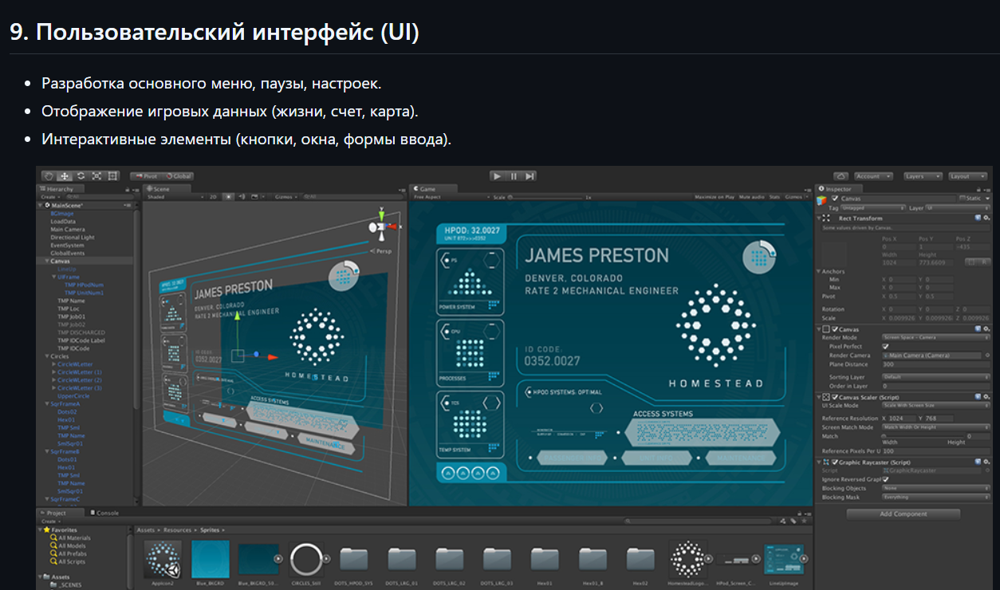 9. Пользовательский интерфейс (UI)
Разработка основного меню, паузы, настроек.
Отображение игровых данных (жизни, счет, карта).
Интерактивные элементы (кнопки, окна, формы ввода).
Pivot Global
Account Layers Layout
Hierarchy
Create
MainScene*
BGImage
LoadData
Main Camera
Directional Light
EventSystem
GlobalEvents
Canvas
LineUp
UIFrame
TMP HPodNum
TMP UnitNum1
TMP Name
TMP Loc
TMP Job01
TMP Job02
TMP DISCHARGED
TMP IDCode Label
TMP IDCode
Circles
CircleWLetter
CircleWLetter (1)
CircleWLetter (2)
CircleWLetter (3)
UpperCircle
SqrFrameA
Dots02
Hex01
TMP Sml
TMP Name
SmlSqr01
SqrFrameB
Dots01
Hex01
TMP Sml
TMP Name
SmlSqr01
SqrFrameC
Scene
Shaded 2D Gizmos
Persp
JAMES PRESTON
DENVER, COLORADO
RATE 2 MECHANICAL ENGINEER
ID CODE:
0352.0027
HOMESTEAD
ACCESS SYSTEMS
MAINTENANCE
Game
Free Aspect Scale 1x Maximize on Play Mute audio Stats Gizmos
HPOD: 32.0027
UNIT 872>>>0252
PS
POWER SYSTEM
CPU
PROCESSES
TCS
TEMP SYSTEM
JAMES PRESTON
DENVER, COLORADO
RATE 2 MECHANICAL ENGINEER
ID CODE:
0352.0027
HOMESTEAD
HPOD SYSTEMS: OPTIMAL
ACCESS SYSTEMS
MAINTENANCE
Inspector
Canvas Static
Tag Untagged Layer UI
Rect Transform
Some values driven by Canvas.
Pos X Pos Y Pos Z
0 1 -415
Width Height
1024 773.6609
Anchors
Min X 0 Y 0
Max X 0 Y 0
Pivot X 0.5 Y 0.5
Rotation X 0 Y 0 Z 0
Scale X 0.009926 Y 0.009926 Z 0.009926
Canvas
Render Mode Screen Space - Camera
Pixel Perfect
Render Camera Main Camera (Camera)
Plane Distance 300
Sorting Layer Default
Order in Layer 0
Canvas Scaler (Script)
UI Scale Mode Scale With Screen Size
Reference Resolution X 1024 Y 768
Screen Match Mode Match Width Or Height
Match 0
Width Height
Reference Pixels Per U 100
Graphic Raycaster (Script)
Script GraphicRaycaster
Ignore Reversed Graphi
Blocking Objects None
Blocking Mask Everything
Add Component
Project Console
Create
Favorites
All Materials
All Models
All Prefabs
All Scripts
Assets
_SCENES
Assets Resources Sprites
AppIcon2 Blue_BKGRD Blue_BKGRD_50... CIRCLES_Still DOTS_HPOD_SYS DOTS_LRG_01 DOTS_LRG_02 DOTS_LRG_03 Hex01 Hex01_B Hex02 HomesteadLogo... HPod_Screen_C... LineUpImage